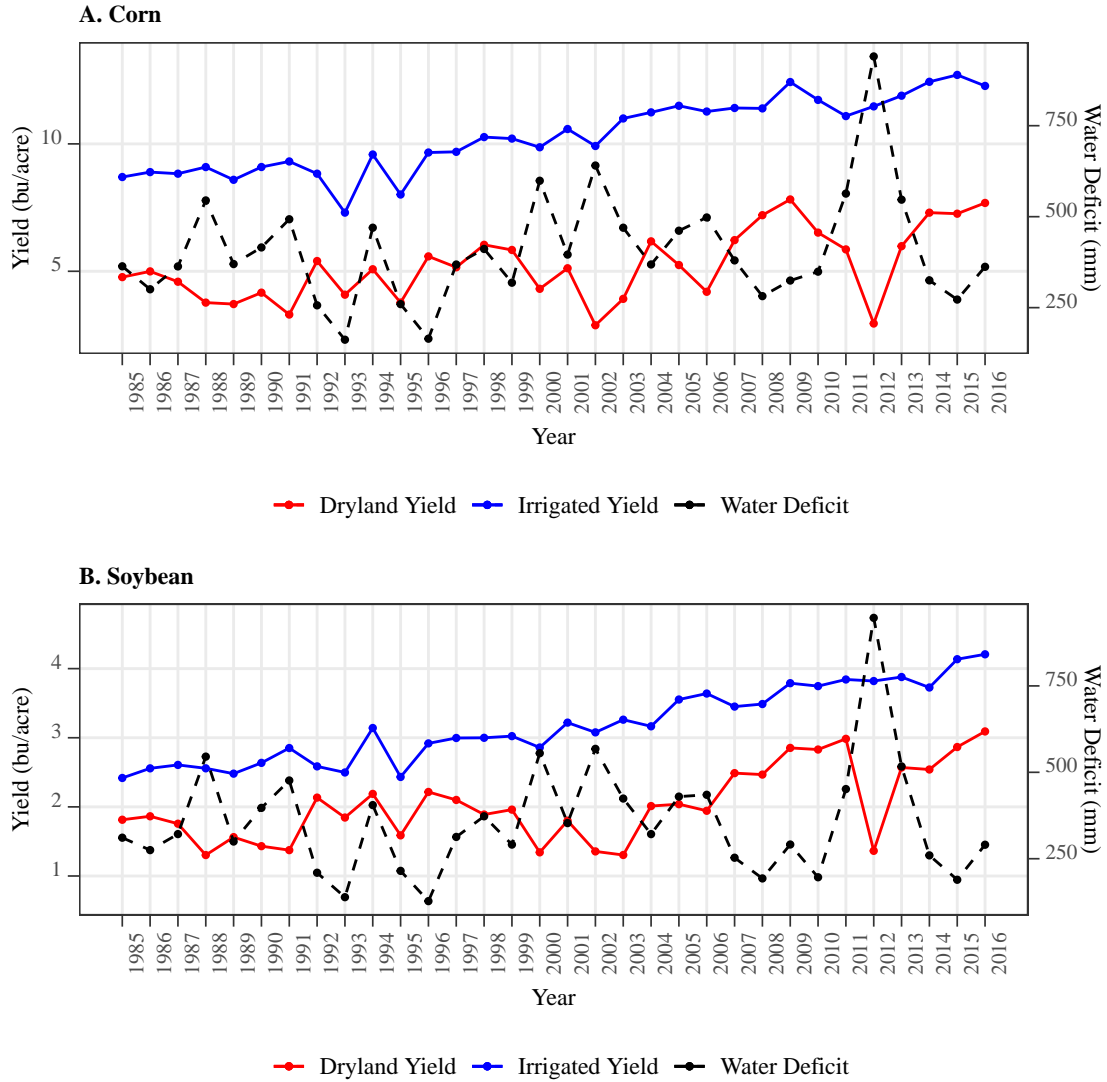 A. Corn
Yield (bu/acre)
10
5
750
500
250
Water Deficit (mm)
1985 1986 1987 1988 1989 1990 1991 1992 1993 1994 1995 1996 1997 1998 1999 2000 2001 2002 2003 2004 2005 2006 2007 2008 2009 2010 2011 2012 2013 2014 2015 2016
Year
Dryland Yield Irrigated Yield Water Deficit
B. Soybean
Yield (bu/acre)
4
3
2
1
750
500
250
Water Deficit (mm)
1985 1986 1987 1988 1989 1990 1991 1992 1993 1994 1995 1996 1997 1998 1999 2000 2001 2002 2003 2004 2005 2006 2007 2008 2009 2010 2011 2012 2013 2014 2015 2016
Year
Dryland Yield Irrigated Yield Water Deficit